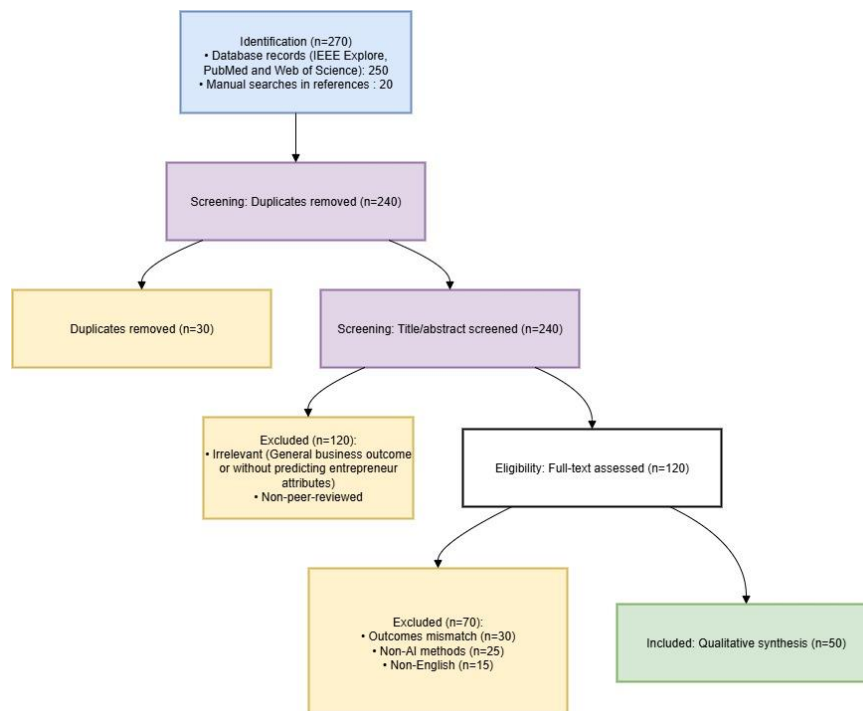 Identification (n=270)
• Database records (IEEE Explore,
PubMed and Web of Science): 250
• Manual searches in references : 20
Screening: Duplicates removed (n=240)
Duplicates removed (n=30)
Screening: Title/abstract screened (n=240)
Excluded (n=120):
• Irrelevant (General business outcome
or without predicting entrepreneur
attributes)
• Non-peer-reviewed
Eligibility: Full-text assessed (n=120)
Excluded (n=70):
• Outcomes mismatch (n=30)
• Non-AI methods (n=25)
• Non-English (n=15)
Included: Qualitative synthesis (n=50)